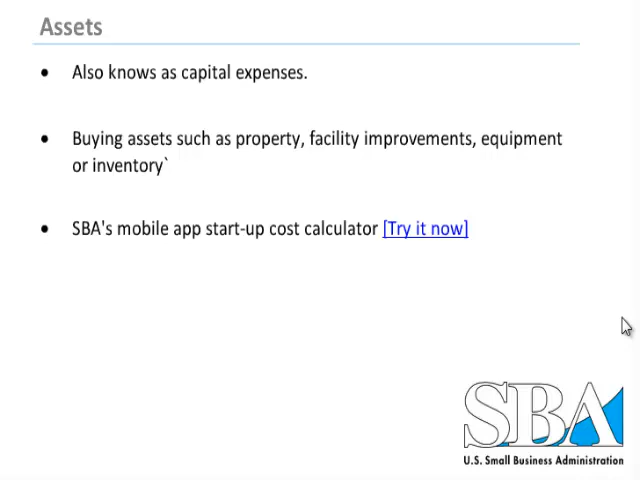 Assets
• Also knows as capital expenses.
• Buying assets such as property, facility improvements, equipment
or inventory`
• SBA's mobile app start-up cost calculator [Try it now]
SBA
U.S. Small Business Administration